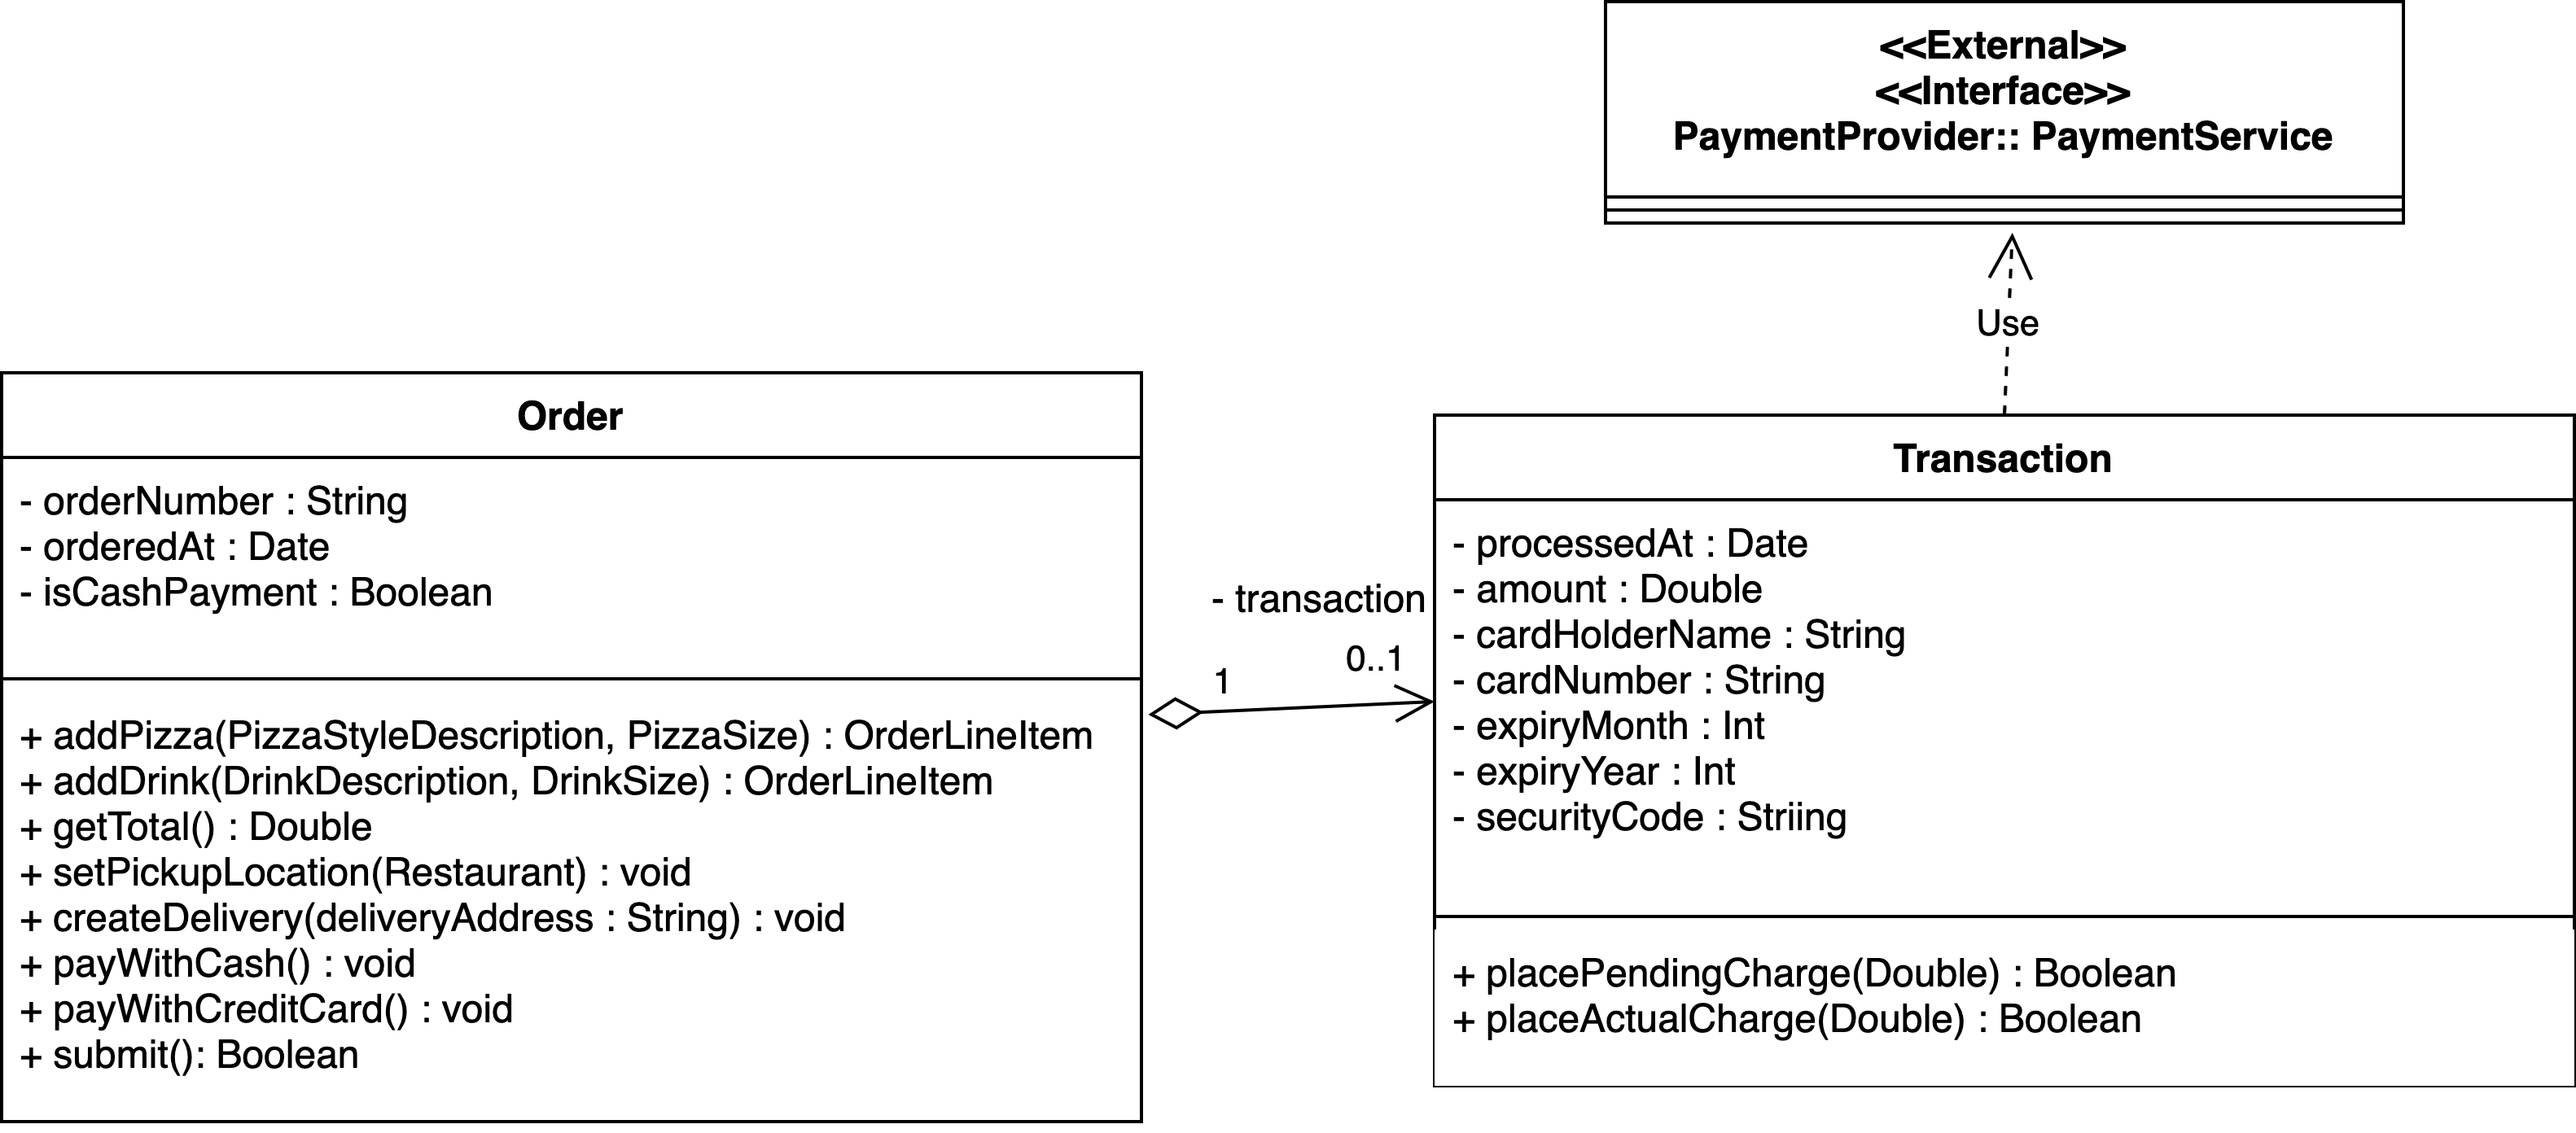 <<External>>
<<Interface>>
PaymentProvider:: PaymentService
Use
Order
- orderNumber : String
- orderedAt : Date
- isCashPayment : Boolean
+ addPizza(PizzaStyleDescription, PizzaSize) : OrderLineItem
+ addDrink(DrinkDescription, DrinkSize) : OrderLineItem
+ getTotal() : Double
+ setPickupLocation(Restaurant) : void
+ createDelivery(deliveryAddress : String) : void
+ payWithCash() : void
+ payWithCreditCard() : void
+ submit(): Boolean
- transaction
1
0..1
Transaction
- processedAt : Date
- amount : Double
- cardHolderName : String
- cardNumber : String
- expiryMonth : Int
- expiryYear : Int
- securityCode : Striing
+ placePendingCharge(Double) : Boolean
+ placeActualCharge(Double) : Boolean